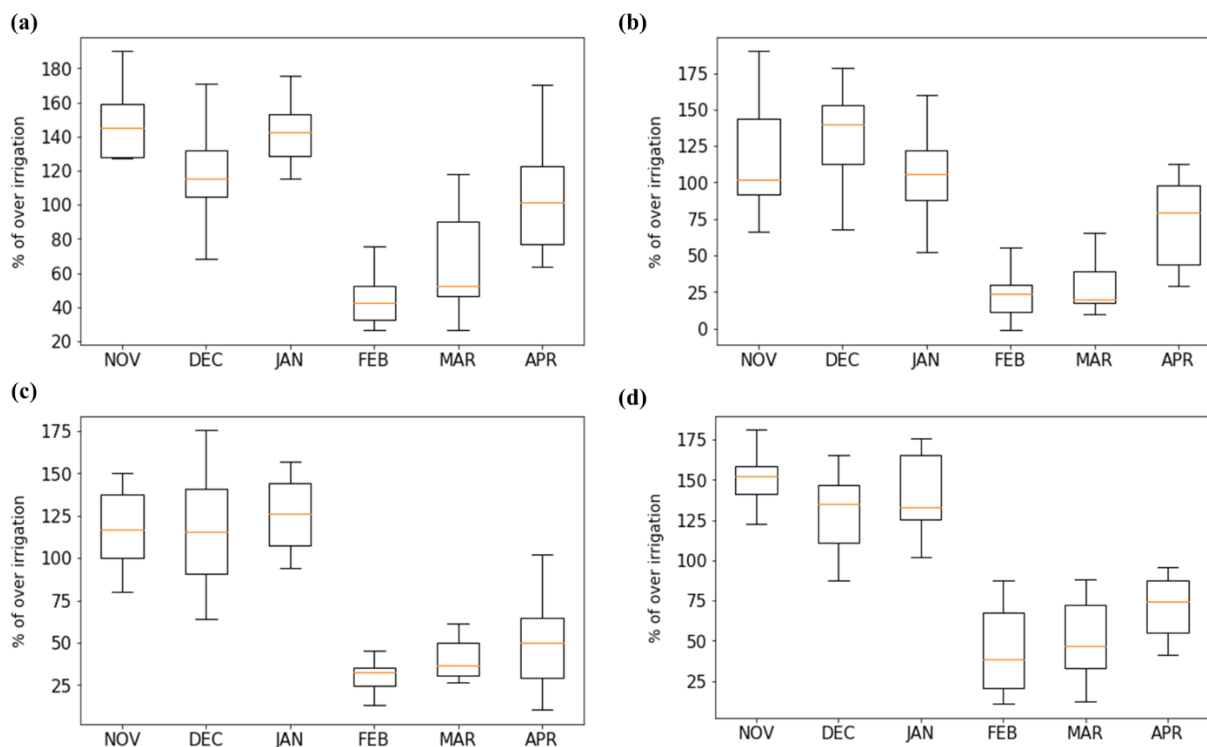 (a)
% of over irrigation
180
160
140
120
100
80
60
40
20
NOV DEC JAN FEB MAR APR
(b)
% of over irrigation
175
150
125
100
75
50
25
0
NOV DEC JAN FEB MAR APR
(c)
% of over irrigation
175
150
125
100
75
50
25
NOV DEC JAN FEB MAR APR
(d)
% of over irrigation
175
150
125
100
75
50
25
NOV DEC JAN FEB MAR APR